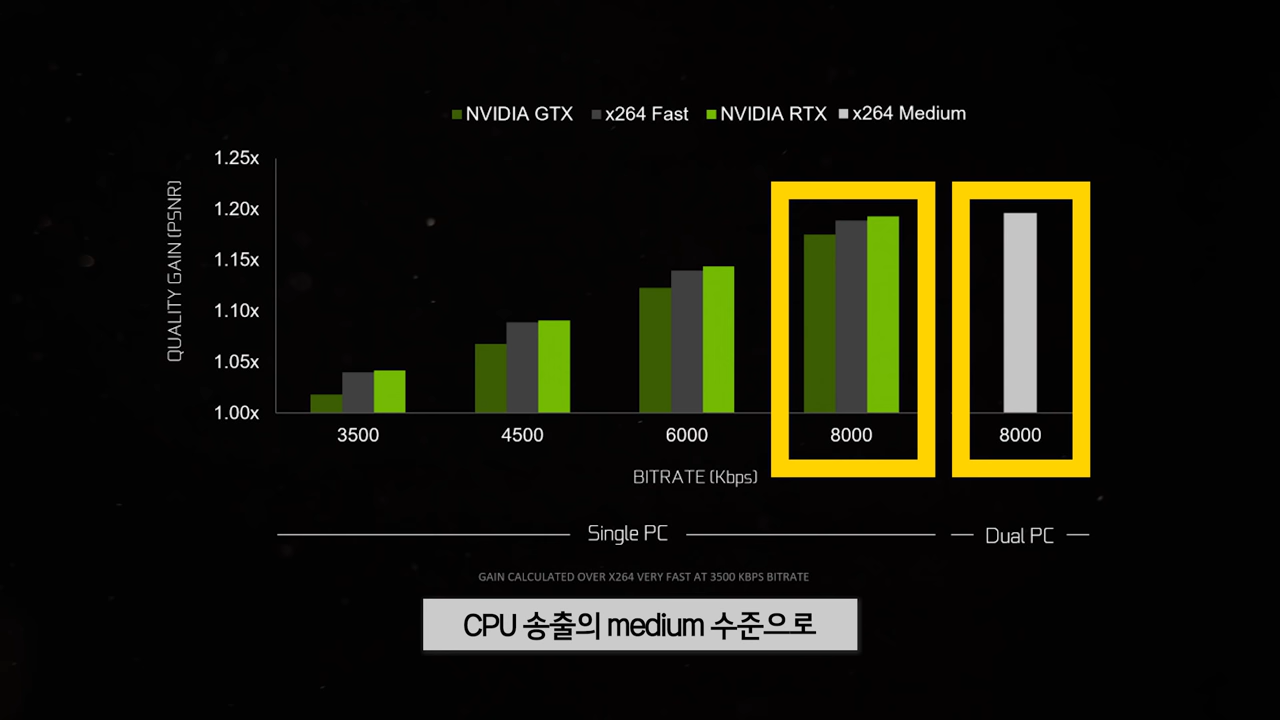 NVIDIA GTX x264 Fast NVIDIA RTX x264 Medium
QUALITY GAIN (PSNR)
1.25x
1.20x
1.15x
1.10x
1.05x
1.00x
3500 4500 6000 8000 8000
BITRATE (Kbps)
Single PC Dual PC
GAIN CALCULATED OVER X264 VERY FAST AT 3500 KBPS BITRATE
CPU 송출의 medium 수준으로